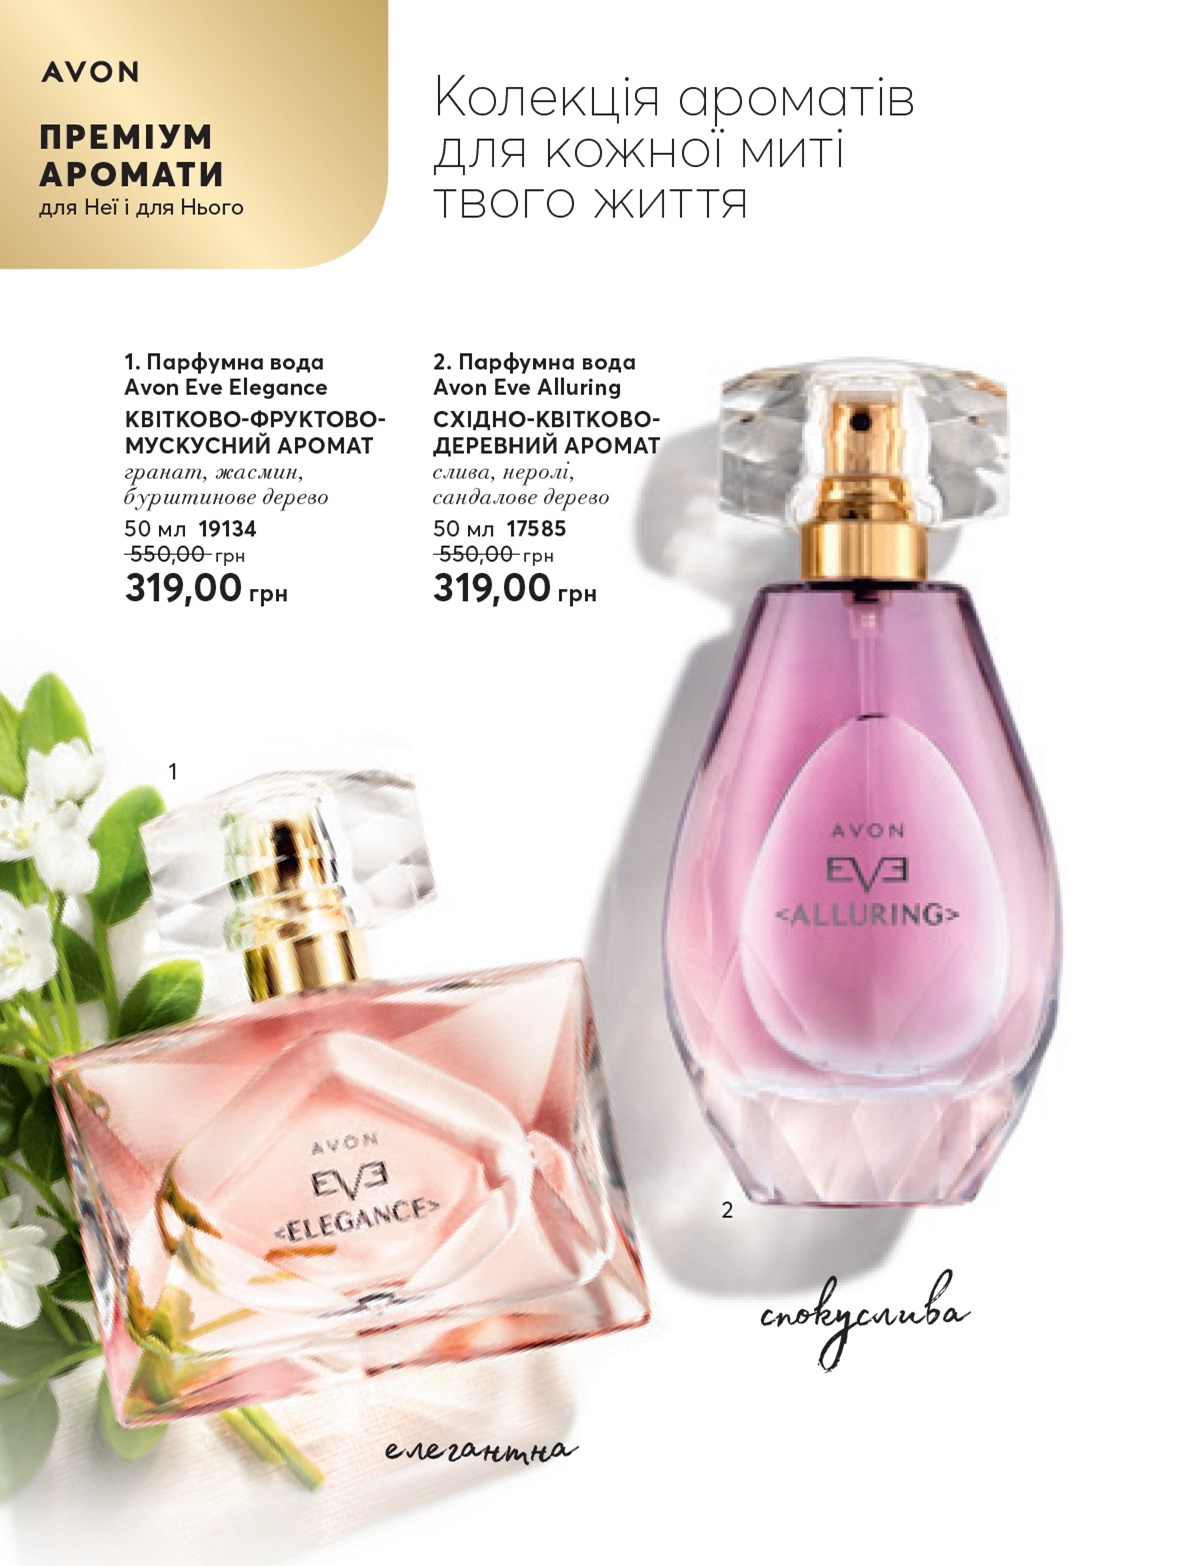 AVON
ПРЕМІУМ
АРОМАТИ
для Неї і для Нього
Колекція ароматів
для кожної миті
твого життя
1. Парфумна вода
Avon Eve Elegance
КВІТКОВО-ФРУКТОВО-
МУСКУСНИЙ АРОМАТ
гранат, жасмин,
бурштинове дерево
50 мл 19134
550,00 грн
319,00 грн
2. Парфумна вода
Avon Eve Alluring
СХІДНО-КВІТКОВО-
ДЕРЕВНИЙ АРОМАТ
слива, неролі,
сандалове дерево
50 мл 17585
550,00 грн
319,00 грн
1
AVON
EVE
<ALLURING>
AVON
EVE
<ELEGANCE>
2
спокуслива
елегантна